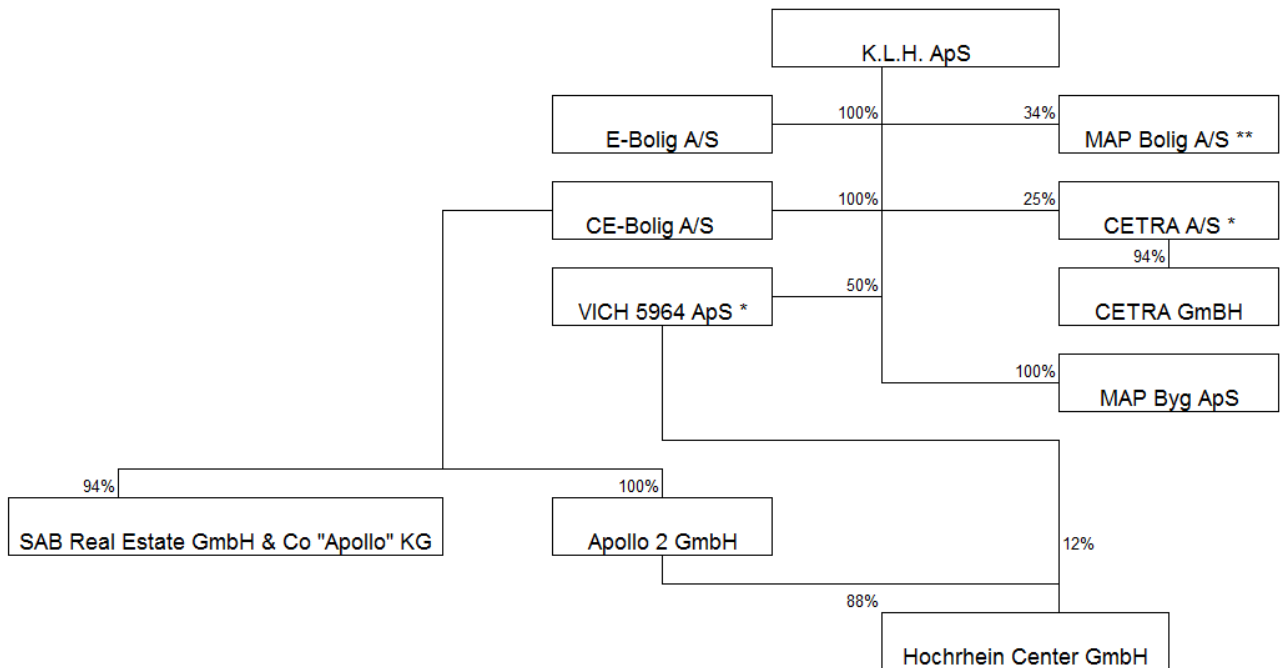 K.L.H. ApS
100%
34%
E-Bolig A/S
MAP Bolig A/S **
100%
25%
CE-Bolig A/S
CETRA A/S *
94%
50%
VICH 5964 ApS *
CETRA GmBH
100%
MAP Byg ApS
94%
100%
SAB Real Estate GmbH & Co "Apollo" KG
Apollo 2 GmbH
12%
88%
Hochrhein Center GmbH